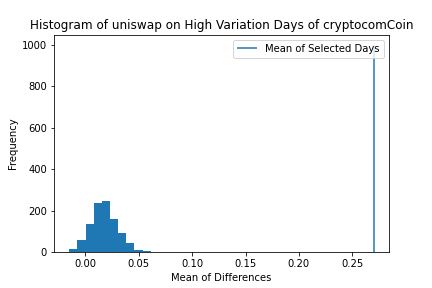 Histogram of uniswap on High Variation Days of cryptocomCoin
1000
Mean of Selected Days
800
600
400
200
0
Frequency
0.00 0.05 0.10 0.15 0.20 0.25
Mean of Differences